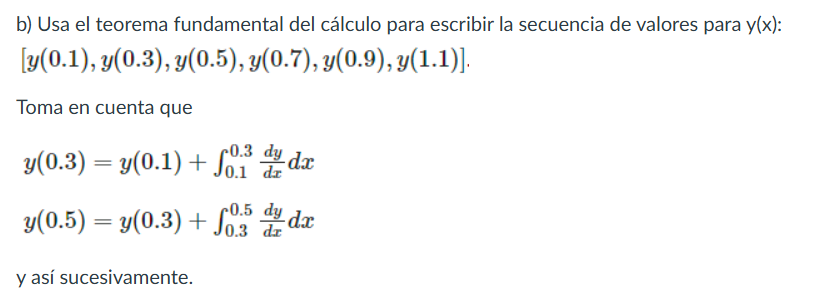 b) Usa el teorema fundamental del cálculo para escribir la secuencia de valores para y(x):
[y(0.1), y(0.3), y(0.5), y(0.7), y(0.9), y(1.1)].
Toma en cuenta que
y(0.3) = y(0.1) + ∫_{0.1}^{0.3} \frac{dy}{dx} dx
y(0.5) = y(0.3) + ∫_{0.3}^{0.5} \frac{dy}{dx} dx
y así sucesivamente.